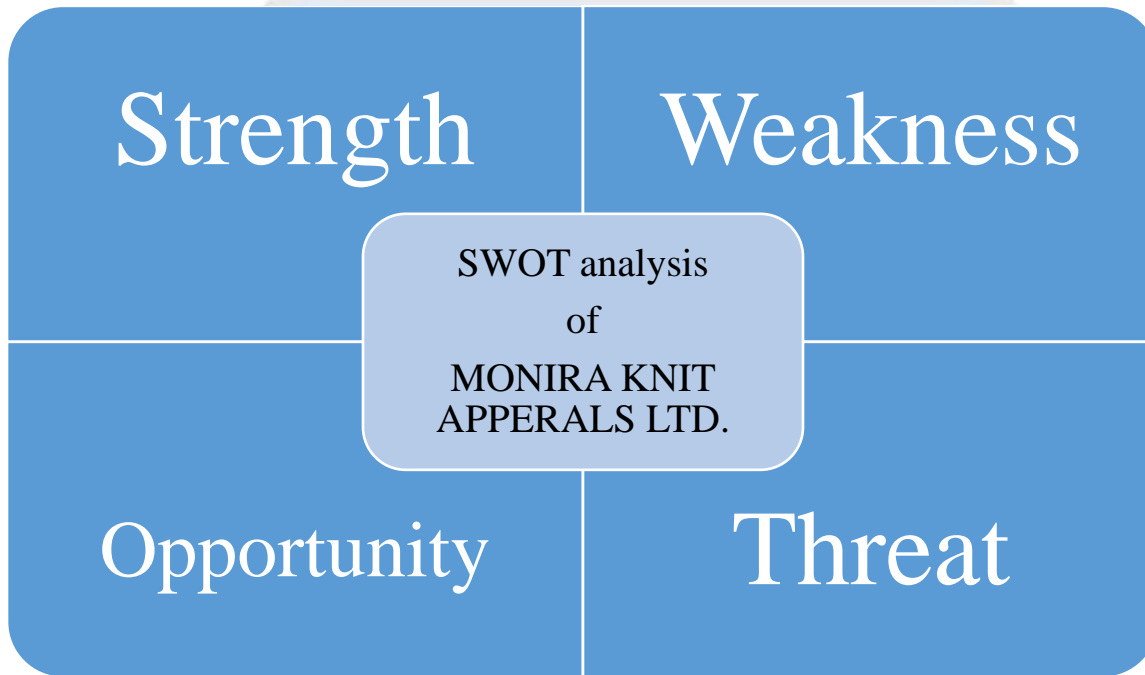 Strength
Weakness
SWOT analysis
of
MONIRA KNIT
APPERALS LTD.
Opportunity
Threat